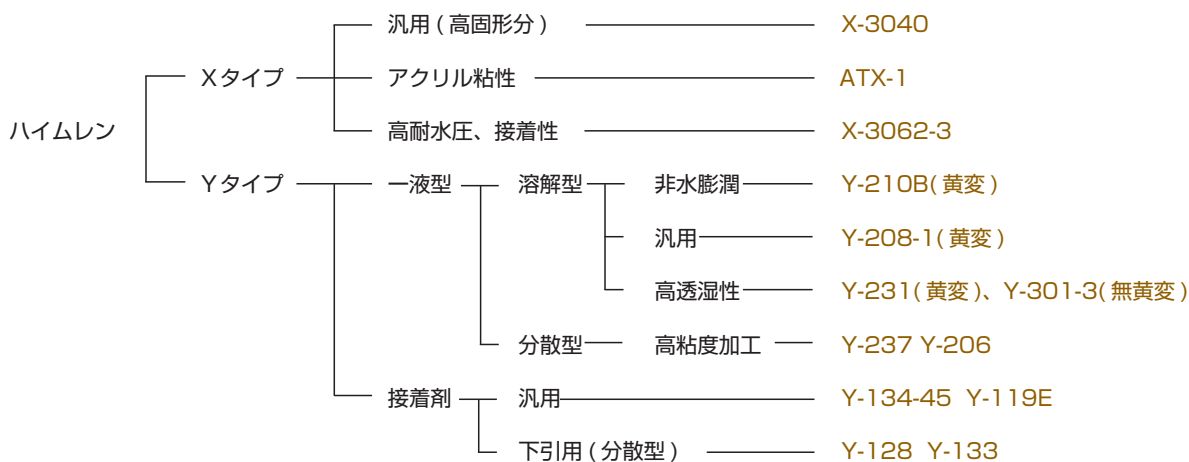 汎用 ( 高固形分 ) X-3040
Xタイプ アクリル粘性 ATX-1
ハイムレン 高耐水圧、接着性 X-3062-3
Yタイプ 一液型 溶解型 非水膨潤 Y-210B( 黄変 )
汎用 Y-208-1( 黄変 )
高透湿性 Y-231( 黄変 )、Y-301-3( 無黄変 )
分散型 高粘度加工 Y-237 Y-206
接着剤 汎用 Y-134-45 Y-119E
下引用 ( 分散型 ) Y-128 Y-133